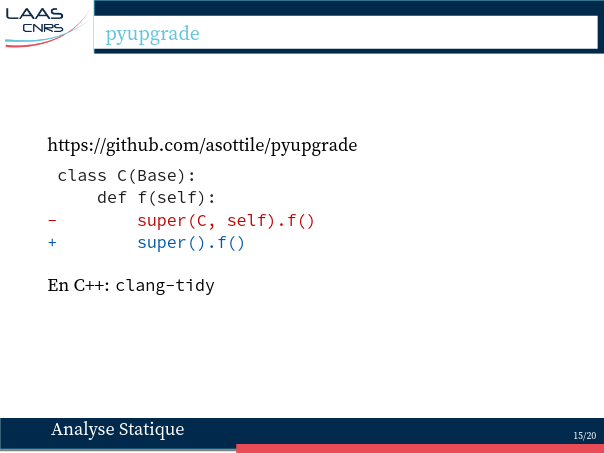 LAAS
CNRS
pyupgrade
https://github.com/asottile/pyupgrade
class C(Base):
    def f(self):
-        super(C, self).f()
+        super().f()
En C++: clang-tidy
Analyse Statique
15/20